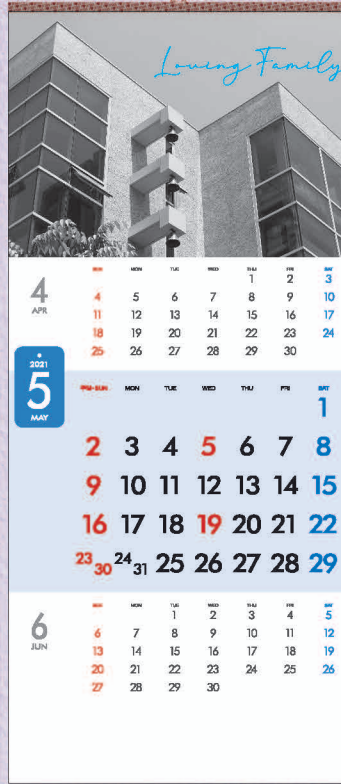 Loving Family
4
APR
SUN MON TUE WED THU FRI SAT
1 2 3
4 5 6 7 8 9 10
11 12 13 14 15 16 17
18 19 20 21 22 23 24
25 26 27 28 29 30
2021
5
MAY
SUN MON TUE WED THU FRI SAT
1
2 3 4 5 6 7 8
9 10 11 12 13 14 15
16 17 18 19 20 21 22
23 30 24 31 25 26 27 28 29
6
JUN
SUN MON TUE WED THU FRI SAT
1 2 3 4 5
6 7 8 9 10 11 12
13 14 15 16 17 18 19
20 21 22 23 24 25 26
27 28 29 30